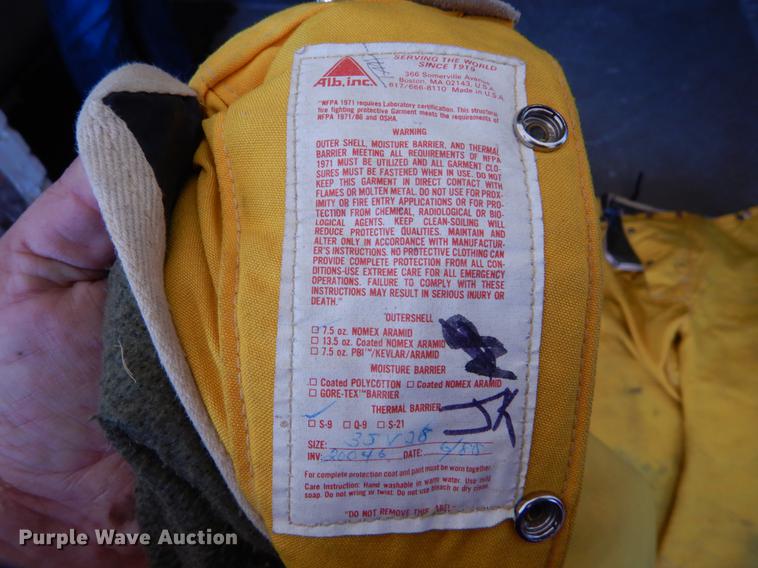 Alb.inc.
SERVING THE WORLD
SINCE 1919
366 Somerville Avenue
Boston, MA 02143, U.S.A.
617/666-8110 Made in U.S.A.
"NFPA 1971 requires Laboratory certification. This structural
fire fighting protective Garment meets the requirements of
NFPA 1971/86 and OSHA.
WARNING
OUTER SHELL, MOISTURE BARRIER, AND THERMAL
BARRIER MEETING ALL REQUIREMENTS OF NFPA
1971 MUST BE UTILIZED AND ALL GARMENT CLO-
SURES MUST BE FASTENED WHEN IN USE. DO NOT
KEEP THIS GARMENT IN DIRECT CONTACT WITH
FLAMES OR MOLTEN METAL. DO NOT USE FOR PROX-
IMITY OR FIRE ENTRY APPLICATIONS OR FOR PRO-
TECTION FROM CHEMICAL, RADIOLOGICAL OR BIO-
LOGICAL AGENTS. KEEP CLEAN-SOILING WILL
REDUCE PROTECTIVE QUALITIES. MAINTAIN AND
ALTER ONLY IN ACCORDANCE WITH MANUFACTUR-
ER'S INSTRUCTIONS. NO PROTECTIVE CLOTHING CAN
PROVIDE COMPLETE PROTECTION FROM ALL CON-
DITIONS-USE EXTREME CARE FOR ALL EMERGENCY
OPERATIONS. FAILURE TO COMPLY WITH THESE
INSTRUCTIONS MAY RESULT IN SERIOUS INJURY OR
DEATH."
OUTERSHELL
7.5 oz. NOMEX ARAMID
13.5 oz. Coated NOMEX ARAMID
7.5 oz. PBI™/KEVLAR/ARAMID
MOISTURE BARRIER
Coated POLYCOTTON Coated NOMEX ARAMID
GORE-TEX™BARRIER
THERMAL BARRIER JK
S-9 Q-9 S-21
SIZE:
INV: 20046 DATE:
For complete protection coat and pant must be worn together.
Care Instruction: Hand washable in warm water. Use mild
soap. Do not wring or twist. Do not use bleach or dry clean.
"DO NOT REMOVE THIS LABEL"
Purple Wave Auction